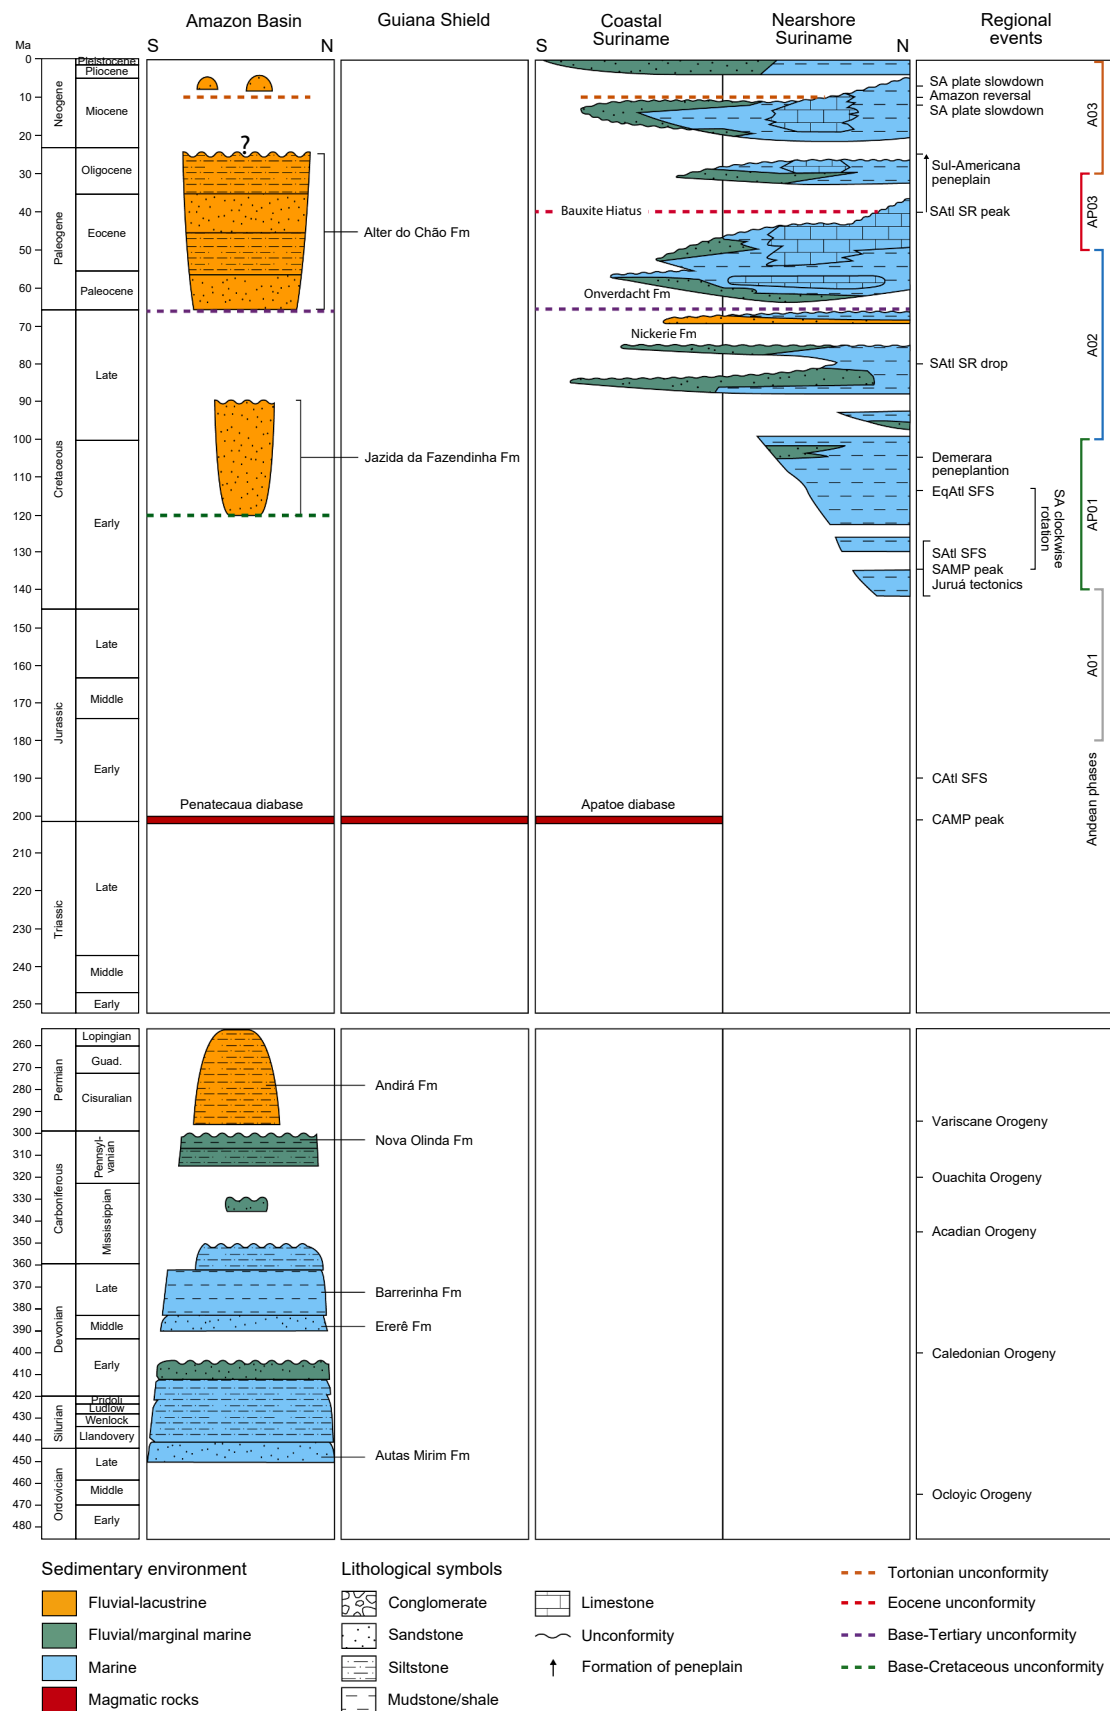 Amazon Basin
Guiana Shield
Coastal
Suriname
Nearshore
Suriname
Regional
events
Ma
S
N
S
N
0
10
20
30
40
50
60
70
80
90
100
110
120
130
140
150
160
170
180
190
200
210
220
230
240
250
260
270
280
290
300
310
320
330
340
350
360
370
380
390
400
410
420
430
440
450
460
470
480
Neogene
Paleogene
Cretaceous
Jurassic
Triassic
Permian
Carboniferous
Devonian
Silurian
Ordovician
Pleistocene
Pliocene
Miocene
Oligocene
Eocene
Paleocene
Late
Early
Late
Middle
Early
Late
Middle
Early
Lopingian
Guad.
Cisuralian
Pennsyl-
vanian
Mississippian
Late
Middle
Early
Pridoli
Ludlow
Wenlock
Llandovery
Late
Middle
Early
?
Alter do Chão Fm
Jazida da Fazendinha Fm
Penatecaua diabase
Apatoe diabase
Andirá Fm
Nova Olinda Fm
Barrerinha Fm
Ererê Fm
Autas Mirim Fm
Bauxite Hiatus
Onverdacht Fm
Nickerie Fm
SA plate slowdown
Amazon reversal
SA plate slowdown
Sul-Americana
peneplain
SAtl SR peak
SAtl SR drop
Demerara
peneplantion
EqAtl SFS
SAtl SFS
SAMP peak
Juruá tectonics
SA clockwise
rotation
CAtl SFS
CAMP peak
Variscane Orogeny
Ouachita Orogeny
Acadian Orogeny
Caledonian Orogeny
Ocloyic Orogeny
A03
AP03
A02
AP01
A01
Andean phases
Sedimentary environment
Fluvial-lacustrine
Fluvial/marginal marine
Marine
Magmatic rocks
Lithological symbols
Conglomerate
Sandstone
Siltstone
Mudstone/shale
Limestone
Unconformity
Formation of peneplain
Tortonian unconformity
Eocene unconformity
Base-Tertiary unconformity
Base-Cretaceous unconformity